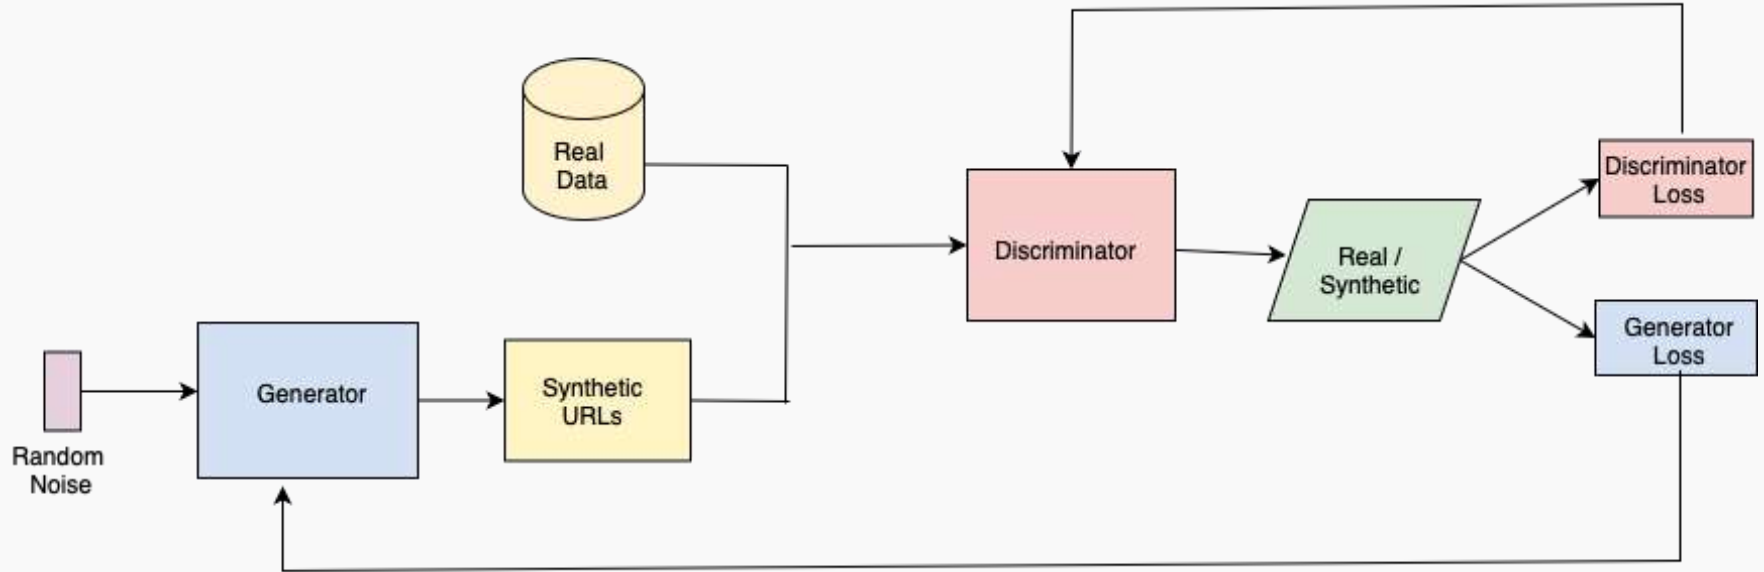 Real
Data
Discriminator
Loss
Discriminator
Real /
Synthetic
Generator
Loss
Generator
Synthetic
URLs
Random
Noise